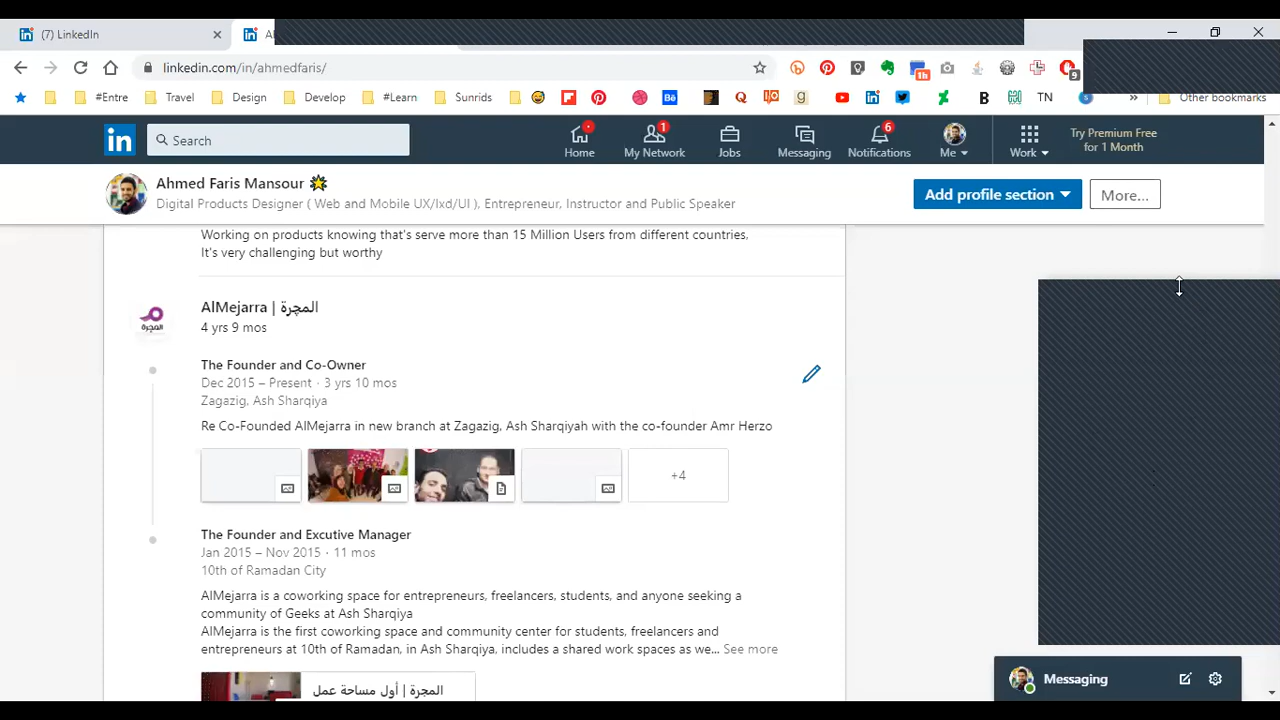 (7) LinkedIn
linkedin.com/in/ahmedfaris/
1h
9
#Entre
Travel
Design
Develop
#Learn
Sunrids
TN
Other bookmarks
Search
Home
1
My Network
Jobs
Messaging
6
Notifications
Me
Work
Try Premium Free
for 1 Month
Ahmed Faris Mansour
Digital Products Designer ( Web and Mobile UX/Ixd/UI ), Entrepreneur, Instructor and Public Speaker
Add profile section
More...
Working on products knowing that's serve more than 15 Million Users from different countries,
It's very challenging but worthy
المجرة
AlMejarra | المچرة
4 yrs 9 mos
The Founder and Co-Owner
Dec 2015 – Present · 3 yrs 10 mos
Zagazig, Ash Sharqiya
Re Co-Founded AlMejarra in new branch at Zagazig, Ash Sharqiyah with the co-founder Amr Herzo
+4
The Founder and Excutive Manager
Jan 2015 – Nov 2015 · 11 mos
10th of Ramadan City
AlMejarra is a coworking space for entrepreneurs, freelancers, students, and anyone seeking a
community of Geeks at Ash Sharqiya
AlMejarra is the first coworking space and community center for students, freelancers and
entrepreneurs at 10th of Ramadan, in Ash Sharqiya, includes a shared work spaces as we... See more
المجرة | أول مساحة عمل
Messaging